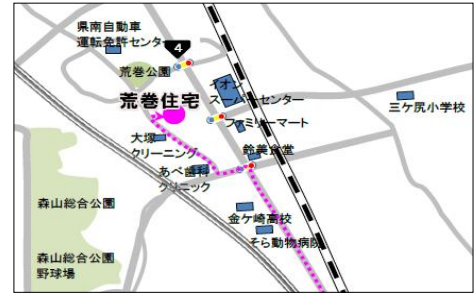 県南自動車
運転免許センター
4
荒巻公園
イオン
スーパーセンター
荒巻住宅
三ケ尻小学校
ファミリーマート
大塚
クリーニング
鈴美食堂
あべ歯科
クリニック
森山総合公園
金ケ崎高校
そら動物病院
森山総合公園
野球場